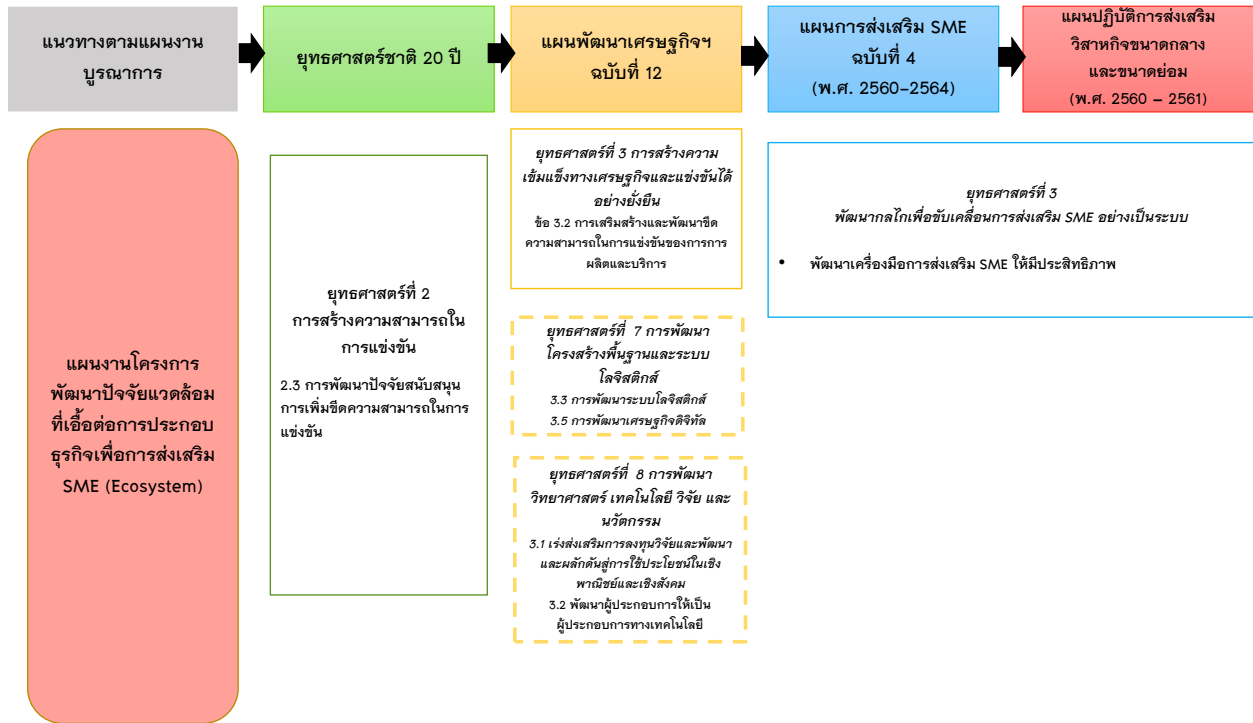 แนวทางตามแผนงาน
บูรณาการ
ยุทธศาสตร์ชาติ 20 ปี
แผนพัฒนาเศรษฐกิจฯ
ฉบับที่ 12
แผนการส่งเสริม SME
ฉบับที่ 4
(พ.ศ. 2560-2564)
แผนปฏิบัติการส่งเสริม
วิสาหกิจขนาดกลาง
และขนาดย่อม
(พ.ศ. 2560 – 2561)
แผนงานโครงการ
พัฒนาปัจจัยแวดล้อม
ที่เอื้อต่อการประกอบ
ธุรกิจเพื่อการส่งเสริม
SME (Ecosystem)
ยุทธศาสตร์ที่ 2
การสร้างความสามารถใน
การแข่งขัน
2.3 การพัฒนาปัจจัยสนับสนุน
การเพิ่มขีดความสามารถในการ
แข่งขัน
ยุทธศาสตร์ที่ 3 การสร้างความ
เข้มแข็งทางเศรษฐกิจและแข่งขันได้
อย่างยั่งยืน
ข้อ 3.2 การเสริมสร้างและพัฒนาขีด
ความสามารถในการแข่งขันของการการ
ผลิตและบริการ
ยุทธศาสตร์ที่ 7 การพัฒนา
โครงสร้างพื้นฐานและระบบ
โลจิสติกส์
3.3 การพัฒนาระบบโลจิสติกส์
3.5 การพัฒนาเศรษฐกิจดิจิทัล
ยุทธศาสตร์ที่ 8 การพัฒนา
วิทยาศาสตร์ เทคโนโลยี วิจัย และ
นวัตกรรม
3.1 เร่งส่งเสริมการลงทุนวิจัยและพัฒนา
และผลักดันสู่การใช้ประโยชน์ในเชิง
พาณิชย์และเชิงสังคม
3.2 พัฒนาผู้ประกอบการให้เป็น
ผู้ประกอบการทางเทคโนโลยี
ยุทธศาสตร์ที่ 3
พัฒนากลไกเพื่อขับเคลื่อนการส่งเสริม SME อย่างเป็นระบบ
• พัฒนาเครื่องมือการส่งเสริม SME ให้มีประสิทธิภาพ